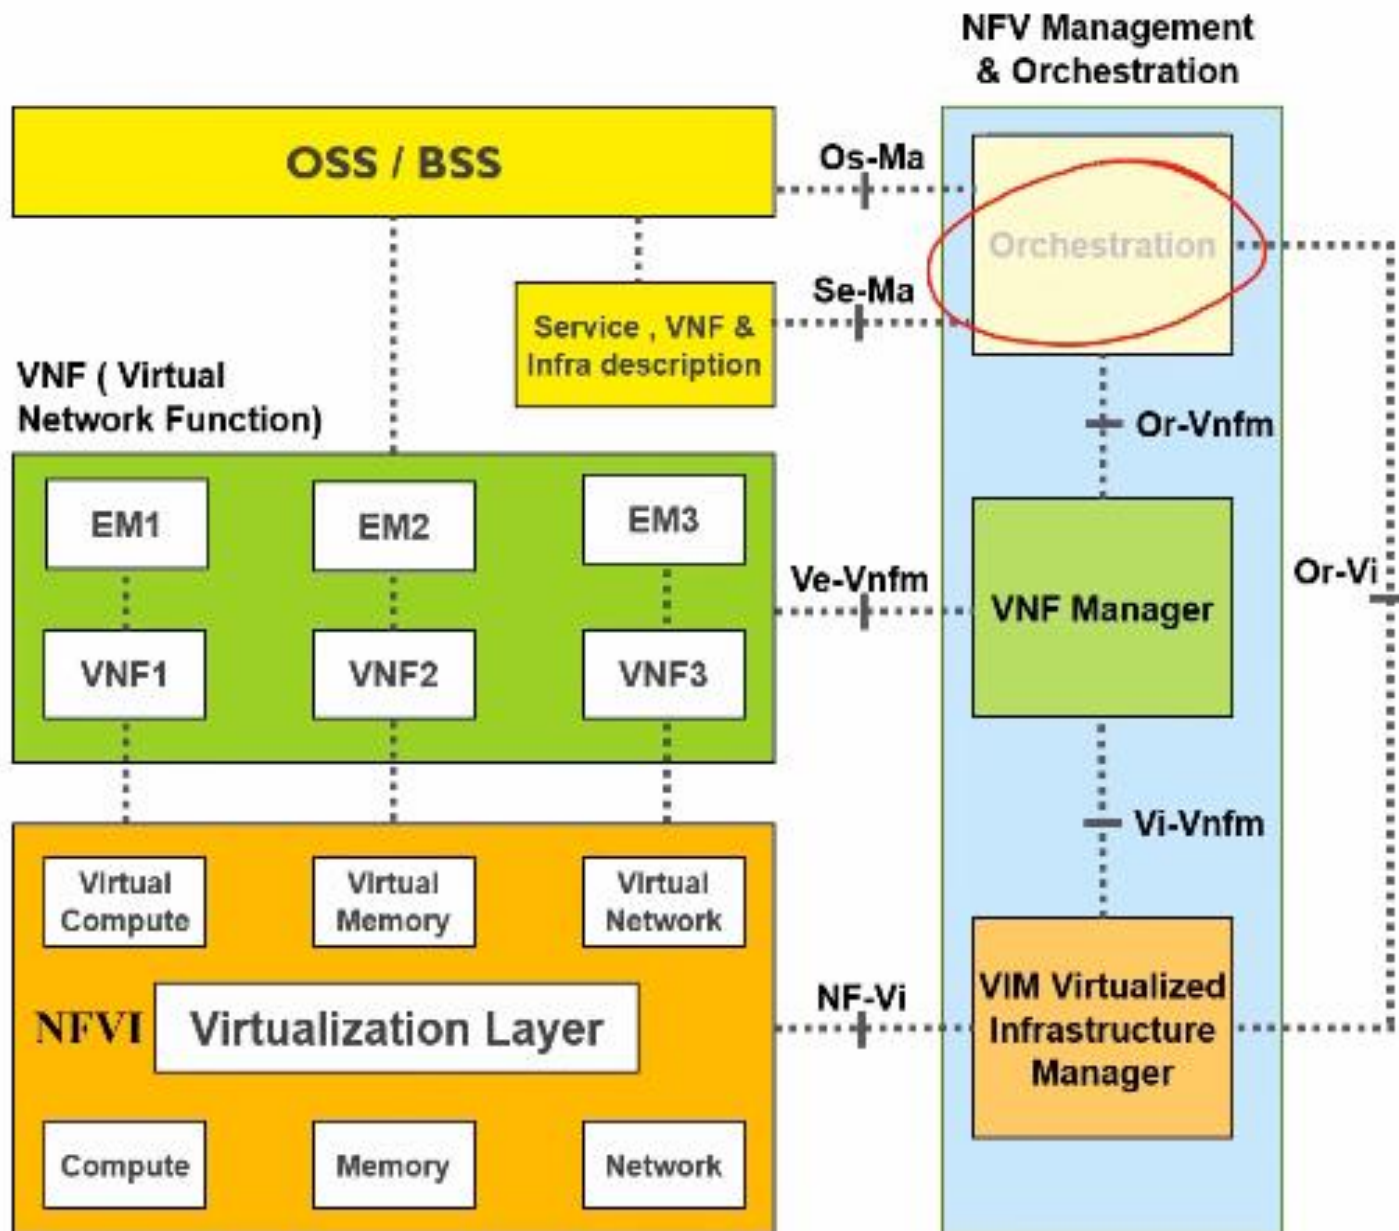 NFV Management
& Orchestration
OSS / BSS
Os-Ma
Orchestration
Se-Ma
Service , VNF &
Infra description
VNF ( Virtual
Network Function)
Or-Vnfm
EM1
EM2
EM3
Ve-Vnfm
VNF Manager
Or-Vi
VNF1
VNF2
VNF3
Vi-Vnfm
Virtual
Compute
Virtual
Memory
Virtual
Network
NFVI
Virtualization Layer
NF-Vi
VIM Virtualized
Infrastructure
Manager
Compute
Memory
Network